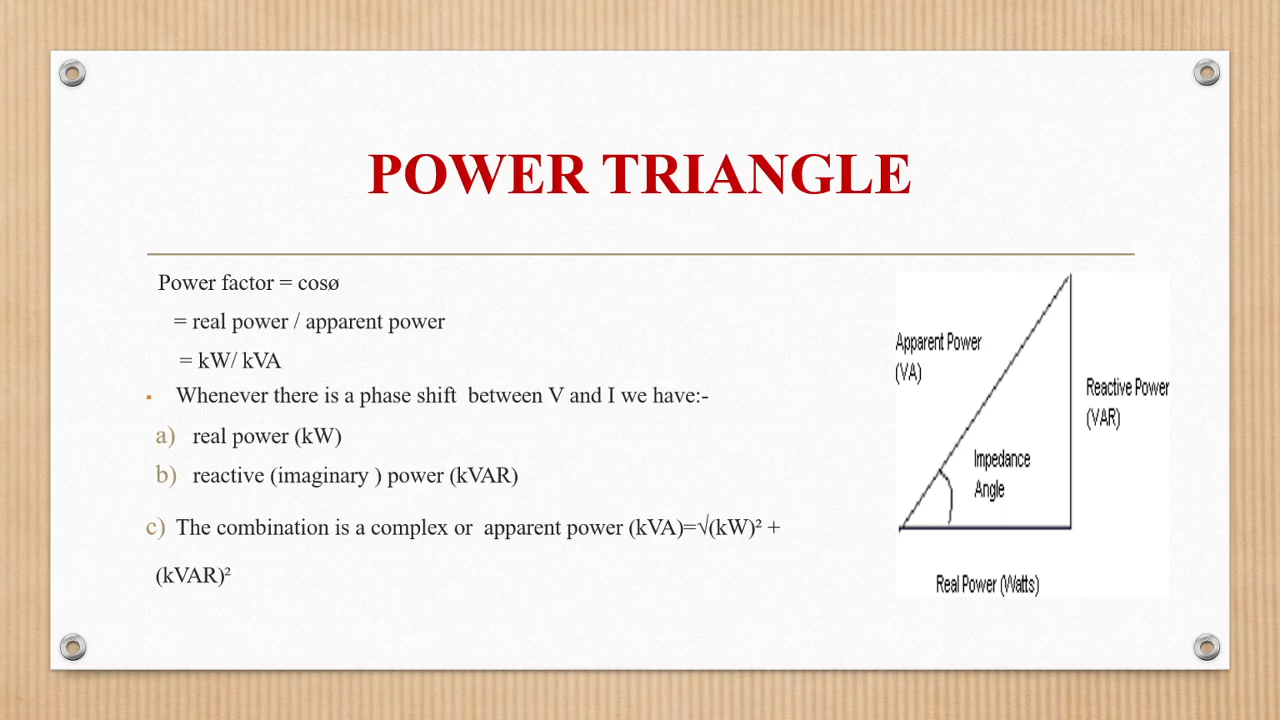 POWER TRIANGLE
Power factor = cosø
= real power / apparent power
= kW/ kVA
▪ Whenever there is a phase shift between V and I we have:-
a) real power (kW)
b) reactive (imaginary ) power (kVAR)
c) The combination is a complex or apparent power (kVA)=√(kW)² +
(kVAR)²
Apparent Power
(VA)
Reactive Power
(VAR)
Impedance
Angle
Real Power (Watts)